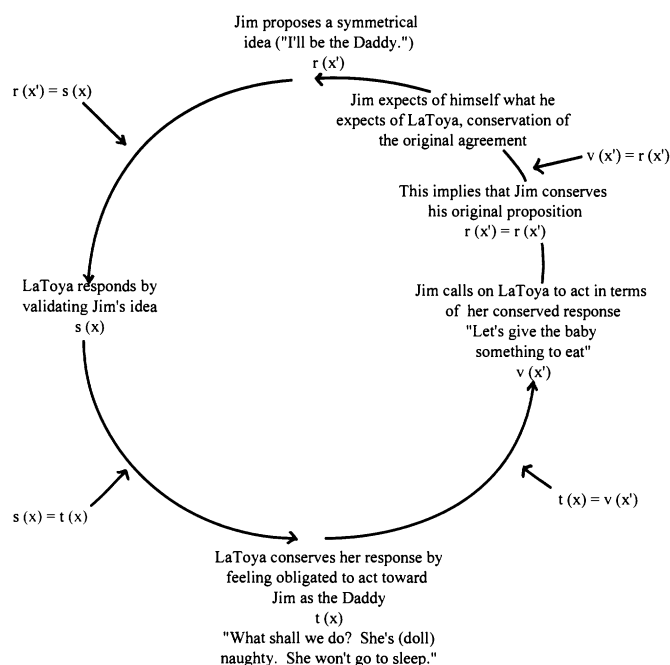 Jim proposes a symmetrical
idea ("I'll be the Daddy.")
r (x')
r (x') = s (x)
Jim expects of himself what he
expects of LaToya, conservation of
the original agreement
v (x') = r (x')
This implies that Jim conserves
his original proposition
r (x') = r (x')
LaToya responds by
validating Jim's idea
s (x)
Jim calls on LaToya to act in terms
of her conserved response
"Let's give the baby
something to eat"
v (x')
s (x) = t (x)
t (x) = v (x')
LaToya conserves her response by
feeling obligated to act toward
Jim as the Daddy
t (x)
"What shall we do? She's (doll)
naughty. She won't go to sleep."